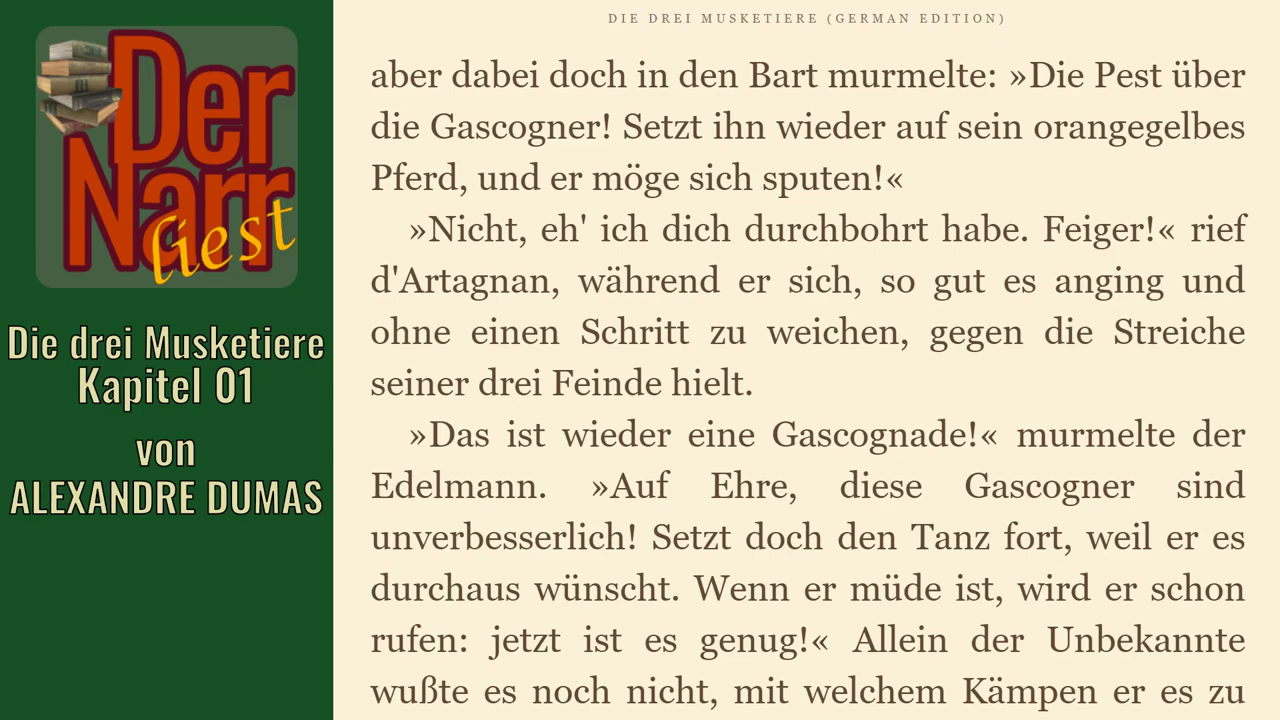 Der
Narr
liest
Die drei Musketiere
Kapitel 01
von
ALEXANDRE DUMAS
DIE DREI MUSKETIERE (GERMAN EDITION)
aber dabei doch in den Bart murmelte: »Die Pest über
die Gascogner! Setzt ihn wieder auf sein orangegelbes
Pferd, und er möge sich sputen!«
»Nicht, eh' ich dich durchbohrt habe. Feiger!« rief
d'Artagnan, während er sich, so gut es anging und
ohne einen Schritt zu weichen, gegen die Streiche
seiner drei Feinde hielt.
»Das ist wieder eine Gascognade!« murmelte der
Edelmann. »Auf Ehre, diese Gascogner sind
unverbesserlich! Setzt doch den Tanz fort, weil er es
durchaus wünscht. Wenn er müde ist, wird er schon
rufen: jetzt ist es genug!« Allein der Unbekannte
wußte es noch nicht, mit welchem Kämpen er es zu